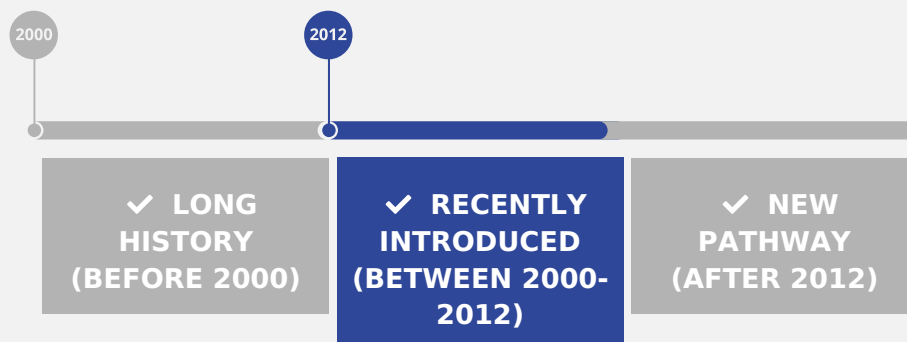 2000
2012
LONG
HISTORY
(BEFORE 2000)
RECENTLY
INTRODUCED
(BETWEEN 2000-
2012)
NEW
PATHWAY
(AFTER 2012)